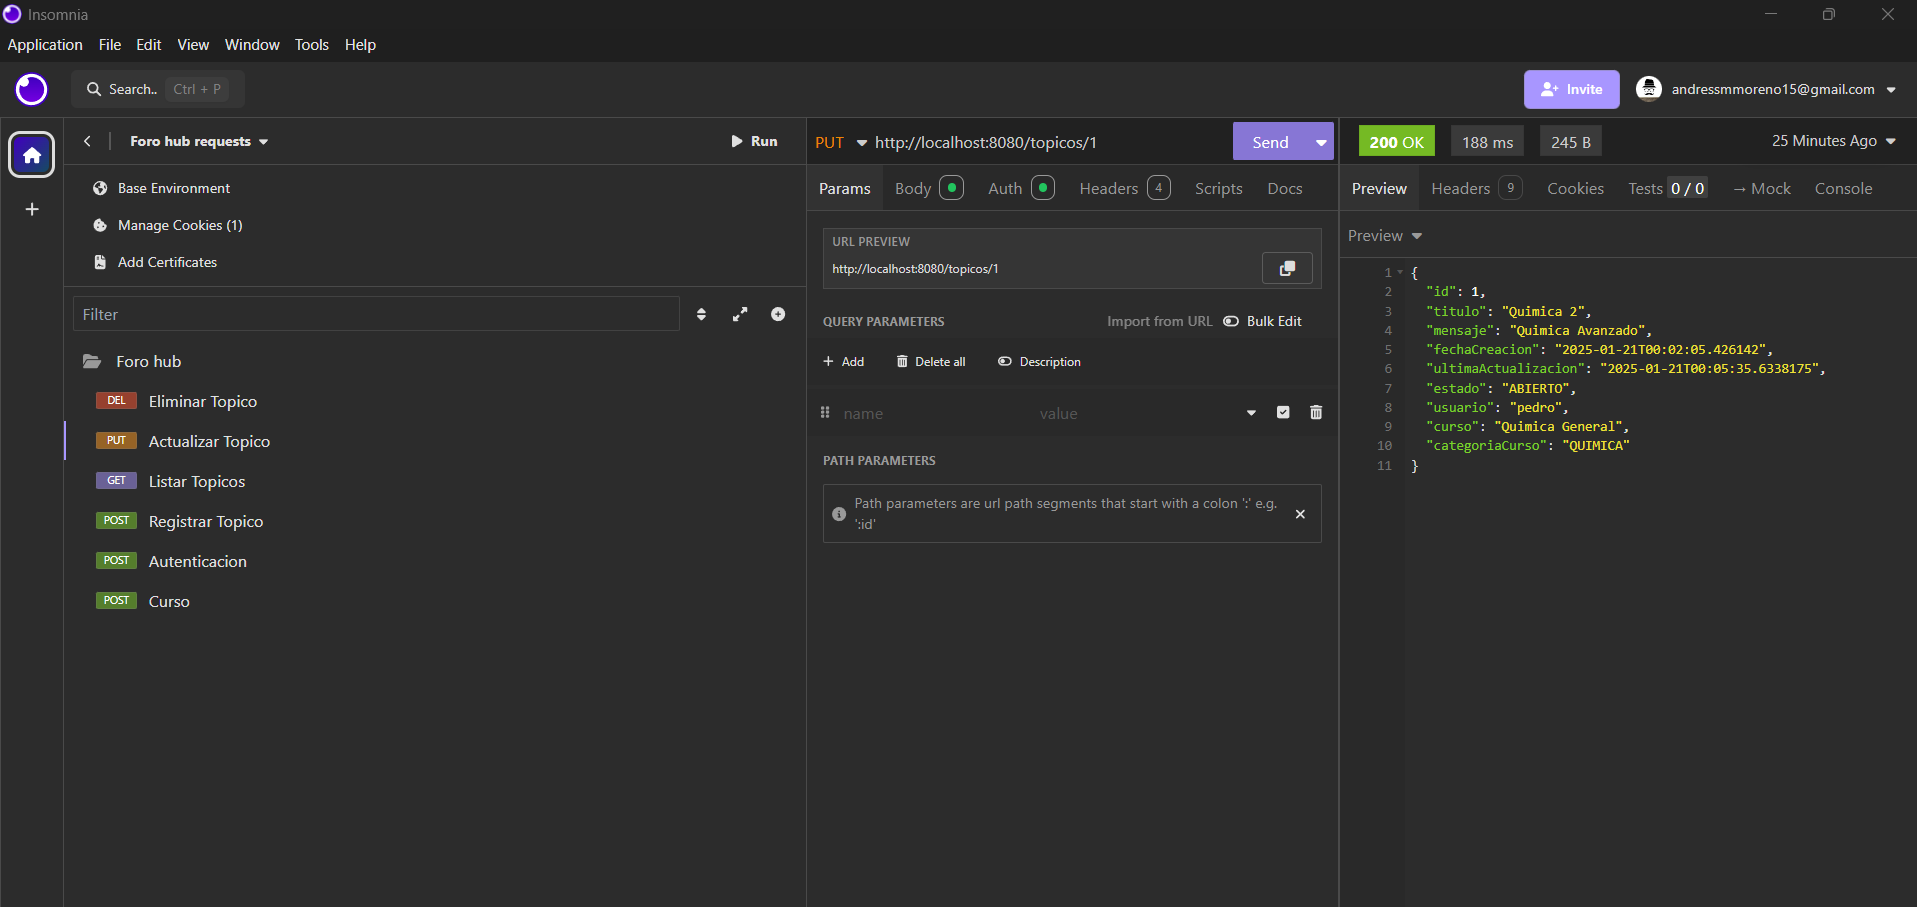 Insomnia
Application File Edit View Window Tools Help
Search.. Ctrl + P
Invite
andressmmoreno15@gmail.com
Foro hub requests
Run
Base Environment
Manage Cookies (1)
Add Certificates
Filter
Foro hub
DEL Eliminar Topico
PUT Actualizar Topico
GET Listar Topicos
POST Registrar Topico
POST Autenticacion
POST Curso
PUT http://localhost:8080/topicos/1
Send
Params Body Auth Headers 4 Scripts Docs
URL PREVIEW
http://localhost:8080/topicos/1
QUERY PARAMETERS Import from URL Bulk Edit
+ Add Delete all Description
name value
PATH PARAMETERS
Path parameters are url path segments that start with a colon ':' e.g.
':id'
200 OK 188 ms 245 B 25 Minutes Ago
Preview Headers 9 Cookies Tests 0 / 0 → Mock Console
Preview
1 {
2 "id": 1,
3 "titulo": "Quimica 2",
4 "mensaje": "Quimica Avanzado",
5 "fechaCreacion": "2025-01-21T00:02:05.426142",
6 "ultimaActualizacion": "2025-01-21T00:05:35.6338175",
7 "estado": "ABIERTO",
8 "usuario": "pedro",
9 "curso": "Quimica General",
10 "categoriaCurso": "QUIMICA"
11 }